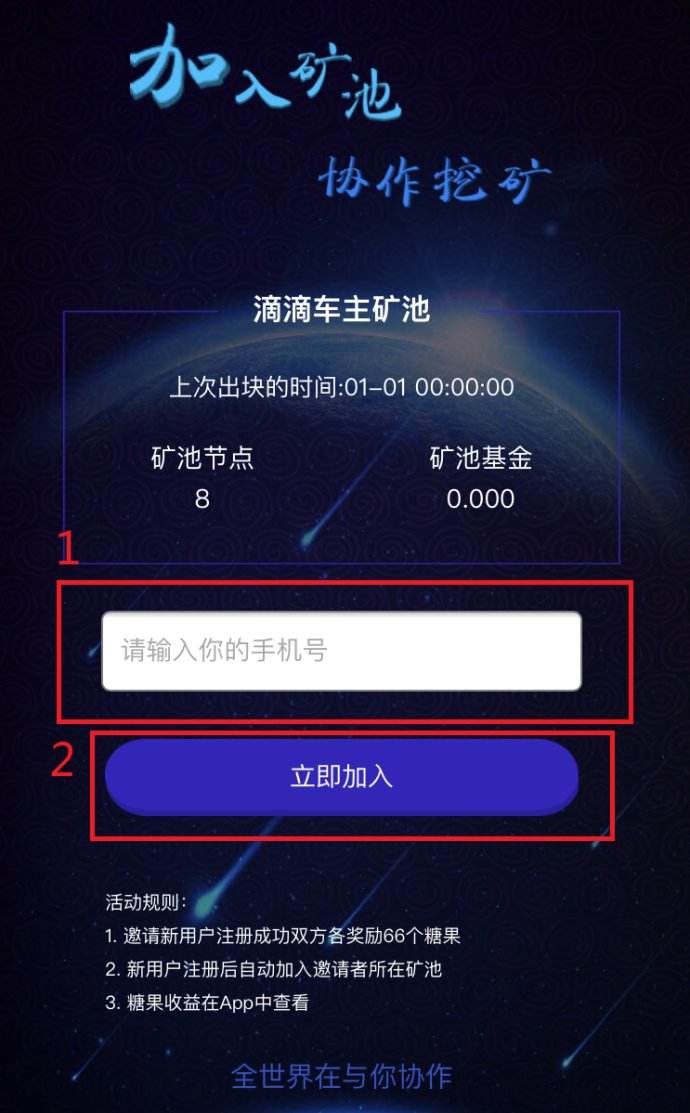 加入矿池
协作挖矿
滴滴车主矿池
上次出块的时间:01-01 00:00:00
矿池节点 矿池基金
8 0.000
1
请输入你的手机号
2
立即加入
活动规则：
1. 邀请新用户注册成功双方各奖励66个糖果
2. 新用户注册后自动加入邀请者所在矿池
3. 糖果收益在App中查看
全世界在与你协作